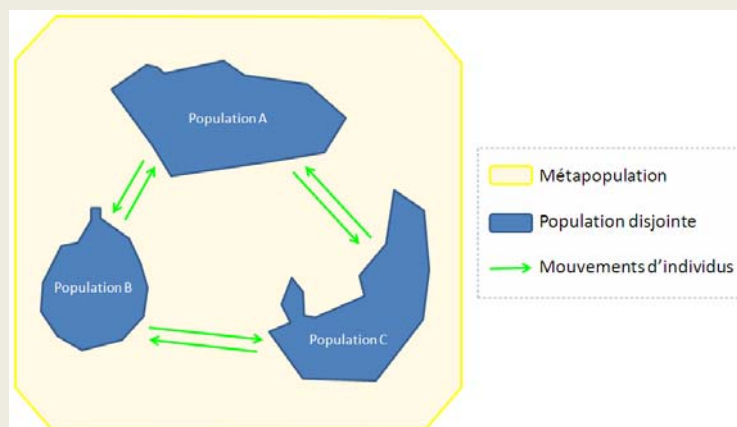 Population A
Population B
Population C
Métapopulation
Population disjointe
Mouvements d'individus